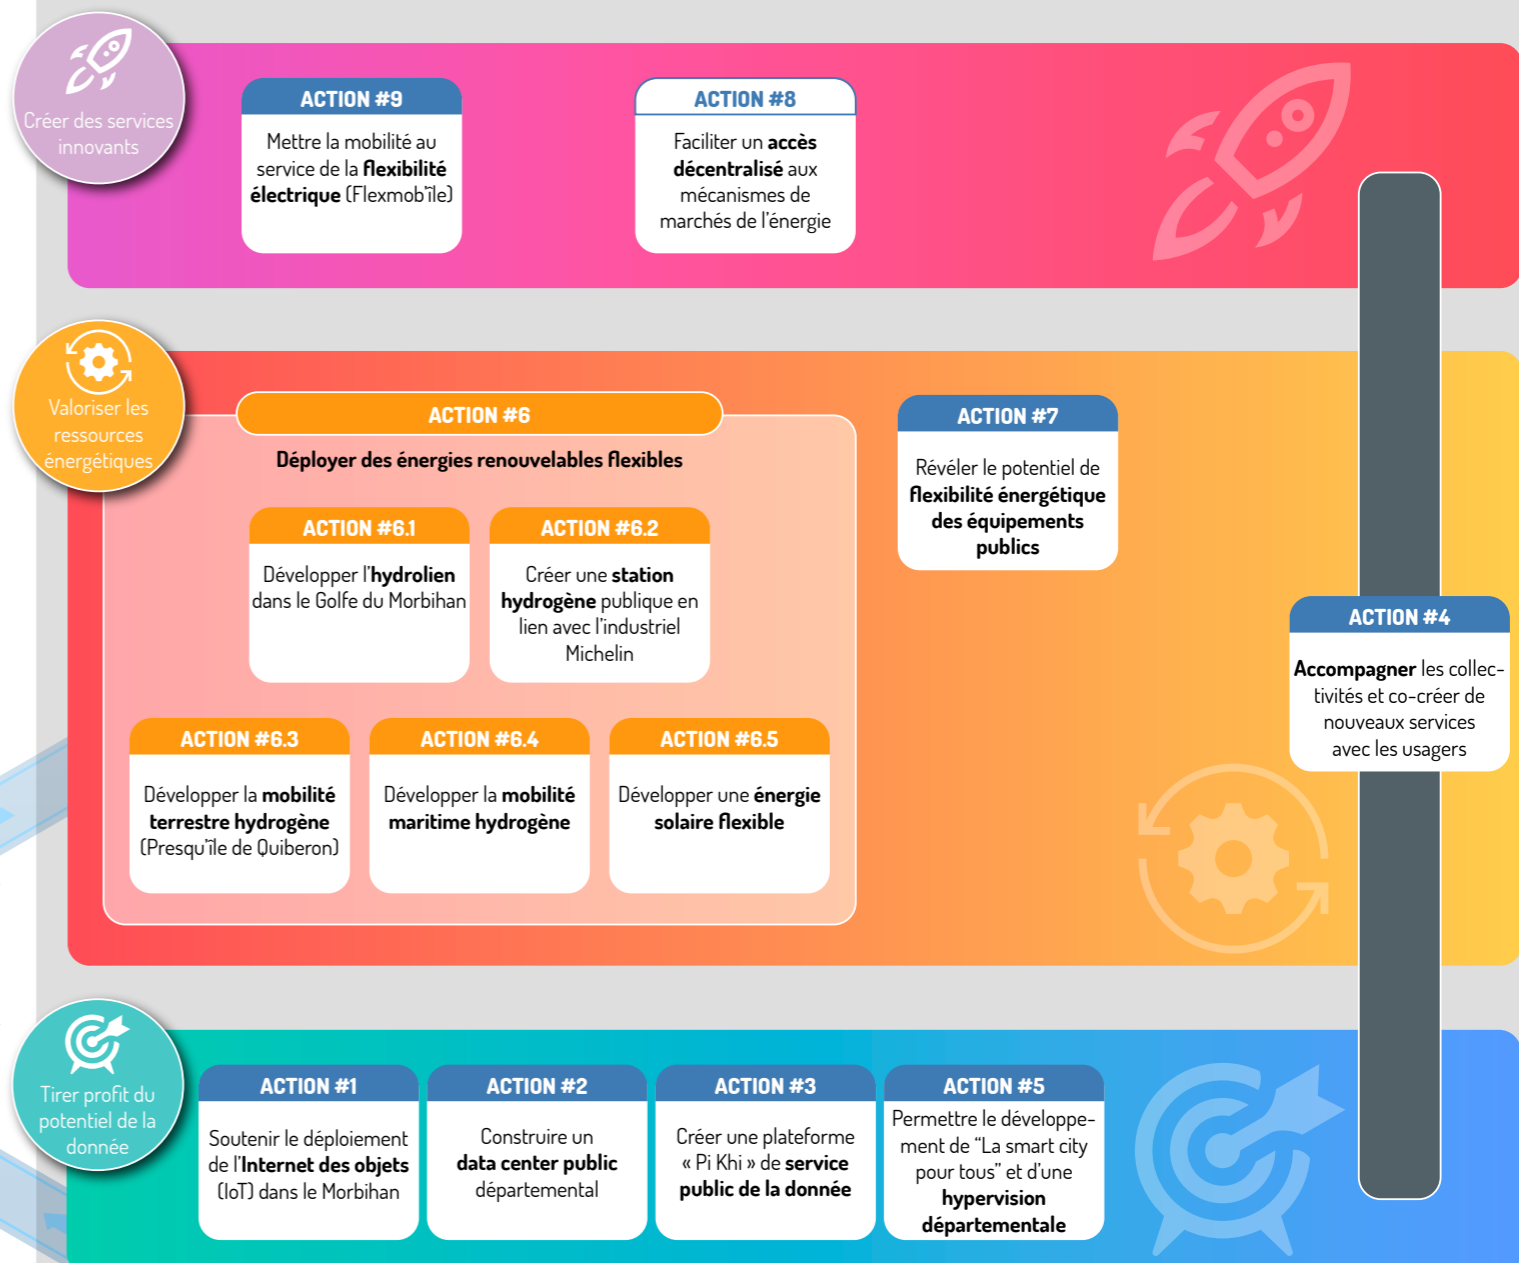 Créer des services
innovants
ACTION #9
Mettre la mobilité au
service de la flexibilité
électrique (Flexmob'île)
ACTION #8
Faciliter un accès
décentralisé aux
mécanismes de
marchés de l'énergie
Valoriser les
ressources
énergétiques
ACTION #6
Déployer des énergies renouvelables flexibles
ACTION #6.1
Développer l'hydrolien
dans le Golfe du Morbihan
ACTION #6.2
Créer une station
hydrogène publique en
lien avec l'industriel
Michelin
ACTION #6.3
Développer la mobilité
terrestre hydrogène
(Presqu'île de Quiberon)
ACTION #6.4
Développer la mobilité
maritime hydrogène
ACTION #6.5
Développer une énergie
solaire flexible
ACTION #7
Révéler le potentiel de
flexibilité énergétique
des équipements
publics
ACTION #4
Accompagner les collec-
tivités et co-créer de
nouveaux services
avec les usagers
Tirer profit du
potentiel de la
donnée
ACTION #1
Soutenir le déploiement
de l'Internet des objets
(IoT) dans le Morbihan
ACTION #2
Construire un
data center public
départemental
ACTION #3
Créer une plateforme
« Pi Khi » de service
public de la donnée
ACTION #5
Permettre le développe-
ment de "La smart city
pour tous" et d'une
hypervision
départementale